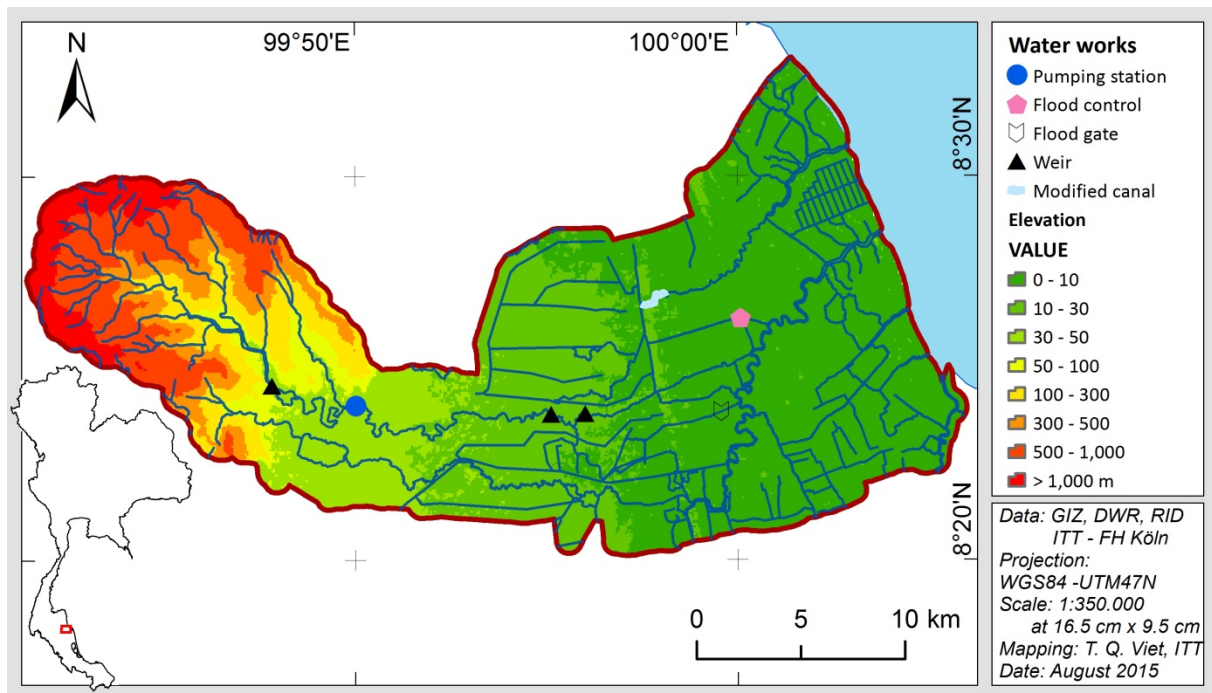 N
99°50'E
100°00'E
8°30'N
8°20'N
0 5 10 km
Water works
Pumping station
Flood control
Flood gate
Weir
Modified canal
Elevation
VALUE
0 - 10
10 - 30
30 - 50
50 - 100
100 - 300
300 - 500
500 - 1,000
> 1,000 m
Data: GIZ, DWR, RID
ITT - FH Köln
Projection:
WGS84 -UTM47N
Scale: 1:350.000
at 16.5 cm x 9.5 cm
Mapping: T. Q. Viet, ITT
Date: August 2015